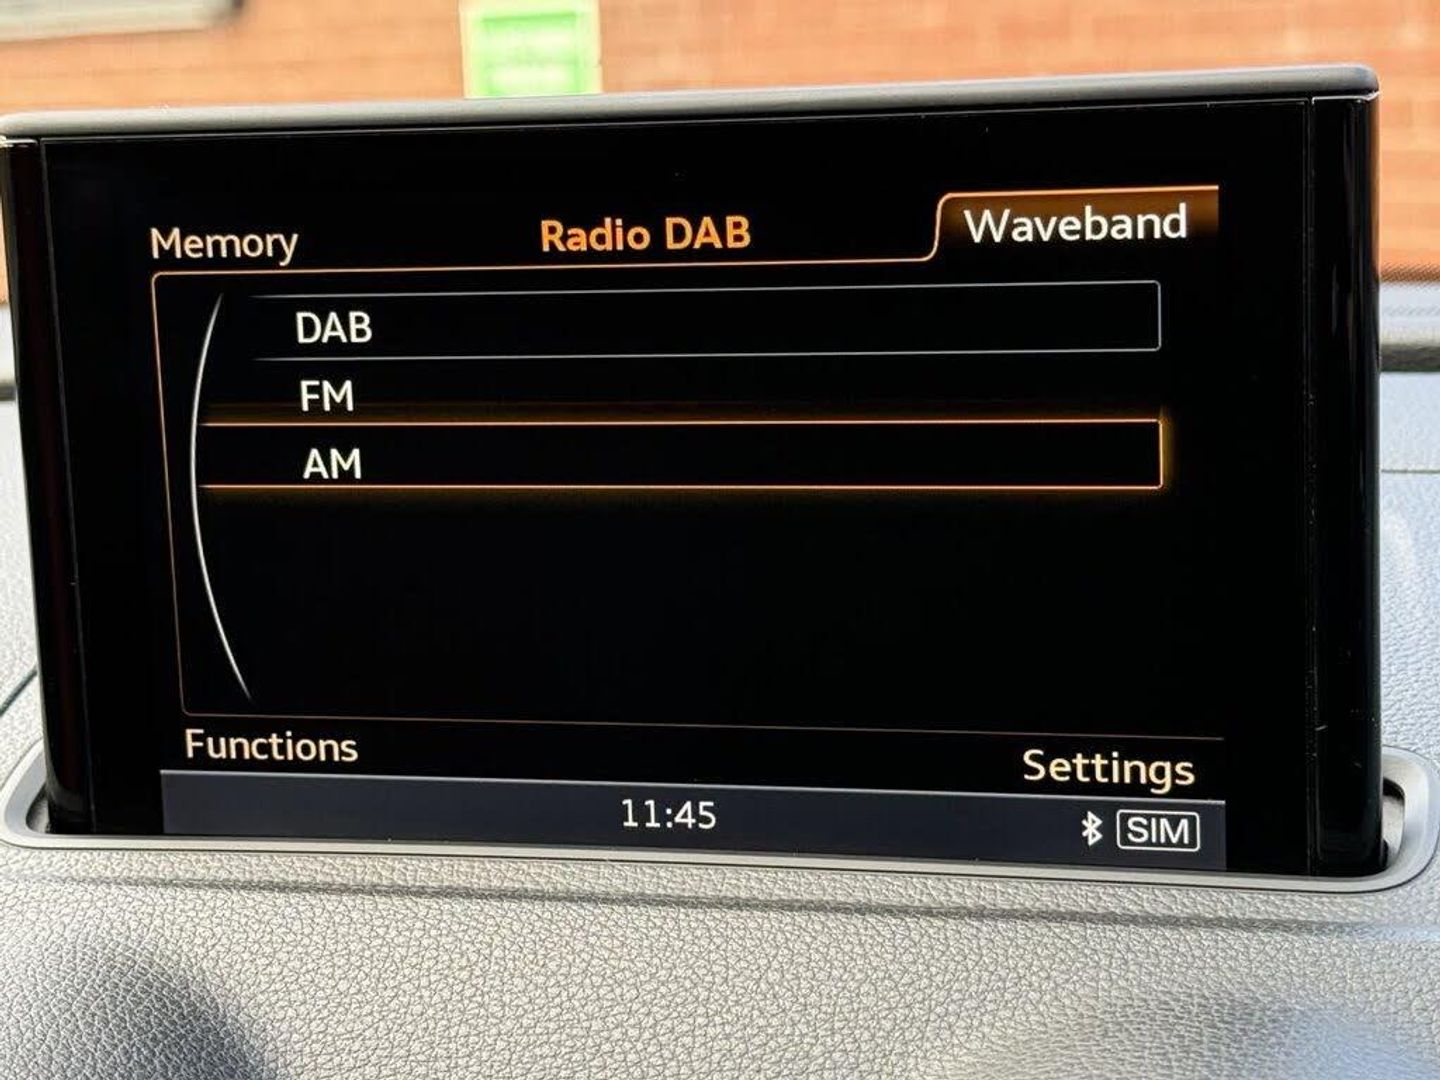 Memory
Radio DAB
Waveband
DAB
FM
AM
Functions
Settings
11:45
SIM